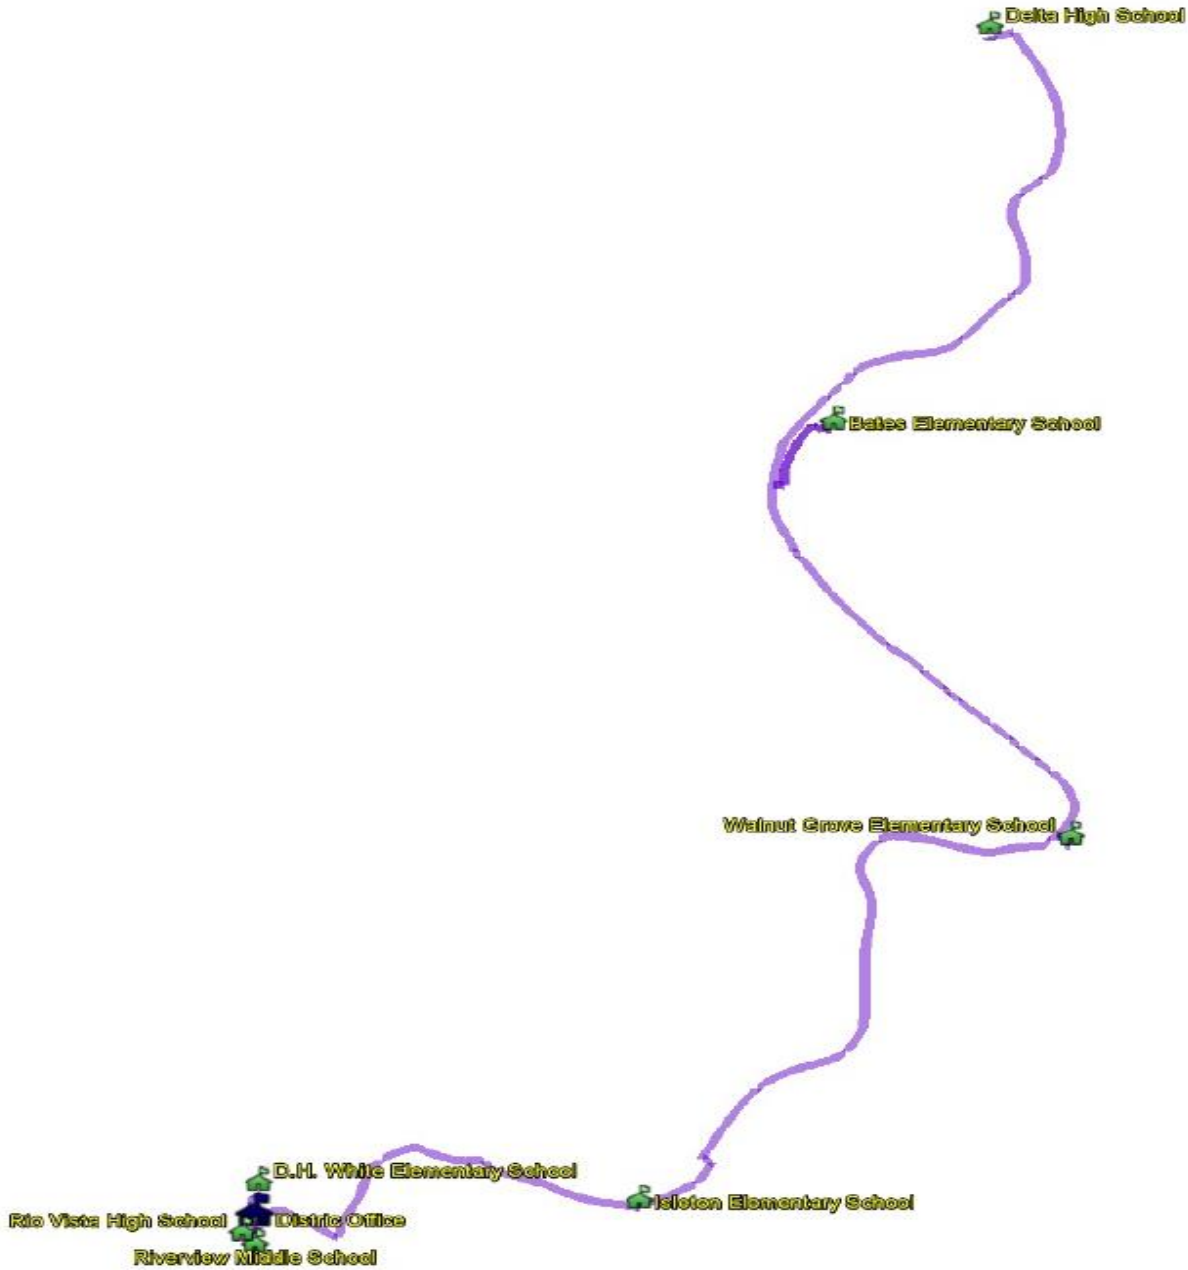 Delta High School
Bates Elementary School
Walnut Grove Elementary School
D.H. White Elementary School
Isleton Elementary School
Rio Vista High School
Distric Office
Riverview Middle School